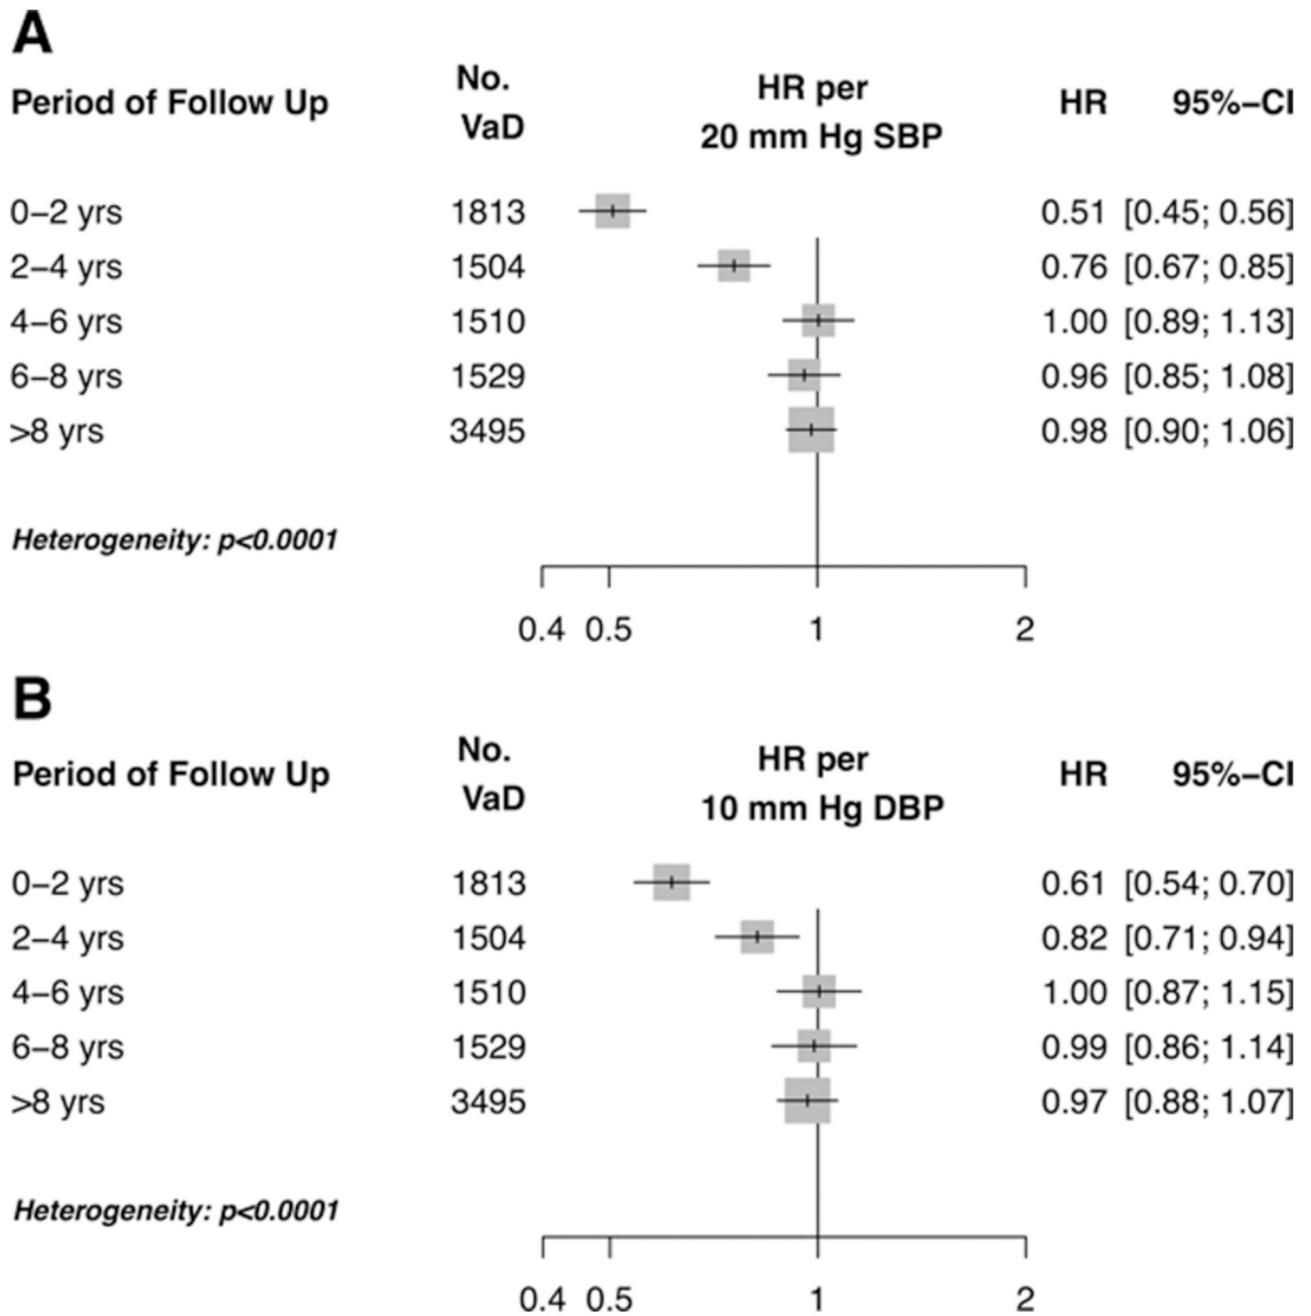 A
Period of Follow Up No. VaD HR per 20 mm Hg SBP HR 95%–CI
0–2 yrs 1813 0.51 [0.45; 0.56]
2–4 yrs 1504 0.76 [0.67; 0.85]
4–6 yrs 1510 1.00 [0.89; 1.13]
6–8 yrs 1529 0.96 [0.85; 1.08]
>8 yrs 3495 0.98 [0.90; 1.06]
Heterogeneity: p<0.0001
0.4 0.5 1 2
B
Period of Follow Up No. VaD HR per 10 mm Hg DBP HR 95%–CI
0–2 yrs 1813 0.61 [0.54; 0.70]
2–4 yrs 1504 0.82 [0.71; 0.94]
4–6 yrs 1510 1.00 [0.87; 1.15]
6–8 yrs 1529 0.99 [0.86; 1.14]
>8 yrs 3495 0.97 [0.88; 1.07]
Heterogeneity: p<0.0001
0.4 0.5 1 2